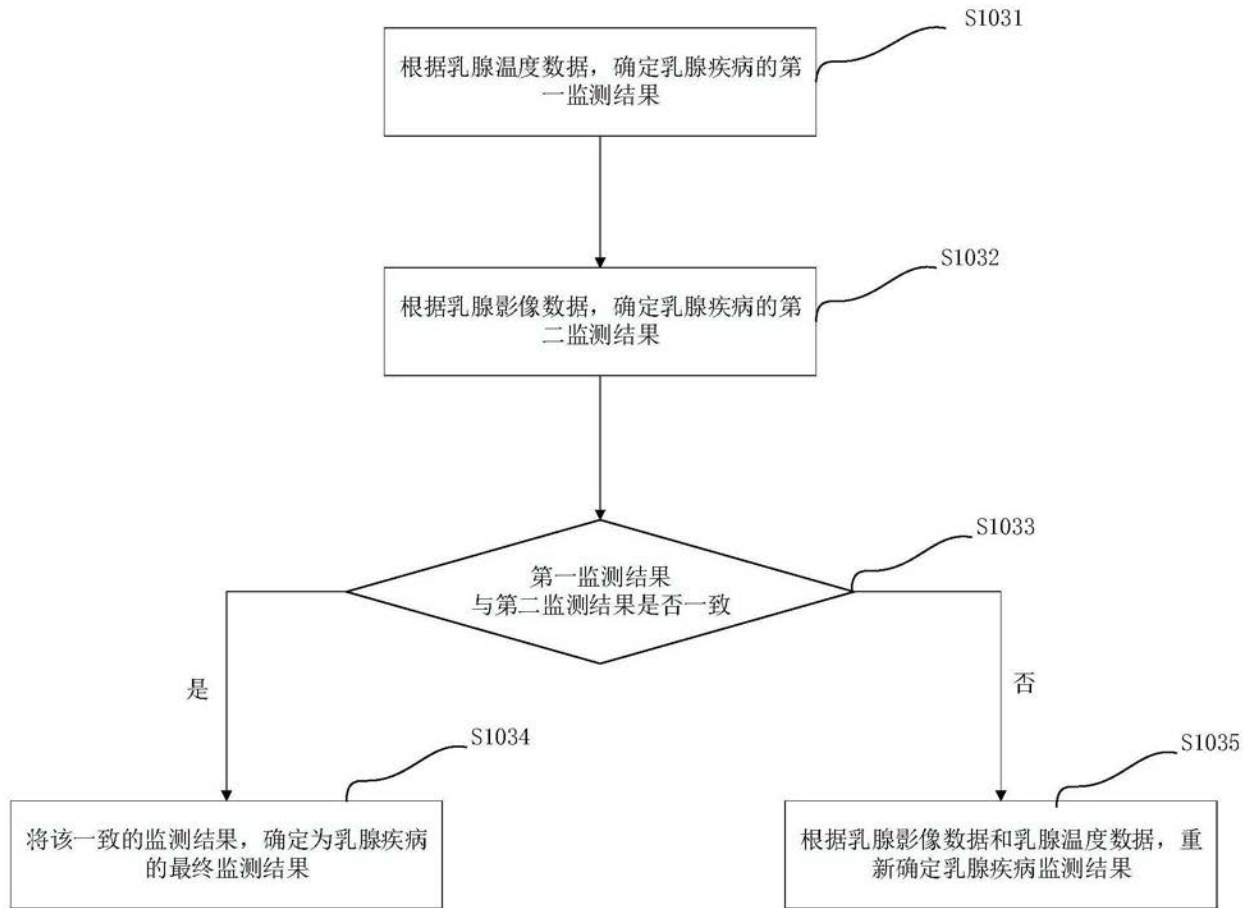 S1031
根据乳腺温度数据，确定乳腺疾病的第
一监测结果
S1032
根据乳腺影像数据，确定乳腺疾病的第
二监测结果
S1033
第一监测结果
与第二监测结果是否一致
是
否
S1034
S1035
将该一致的监测结果，确定为乳腺疾病
的最终监测结果
根据乳腺影像数据和乳腺温度数据，重
新确定乳腺疾病监测结果